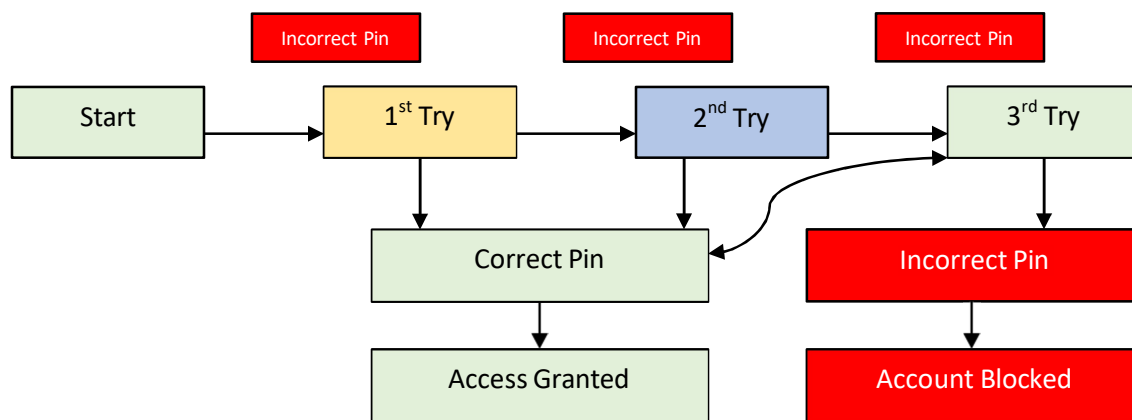 Incorrect Pin
Incorrect Pin
Incorrect Pin
Start
1st Try
2nd Try
3rd Try
Correct Pin
Incorrect Pin
Access Granted
Account Blocked